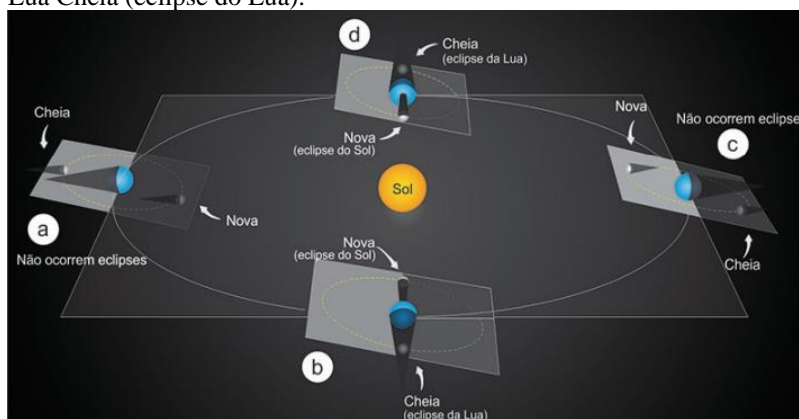 Lua Cheia (eclipse do Lua).
d
Cheia
(eclipse da Lua)
Nova
(eclipse do Sol)
Cheia
Nova
a
Não ocorrem eclipses
Sol
Nova
Não ocorrem eclipse
c
Cheia
Nova
(eclipse do Sol)
b
Cheia
(eclipse da Lua)